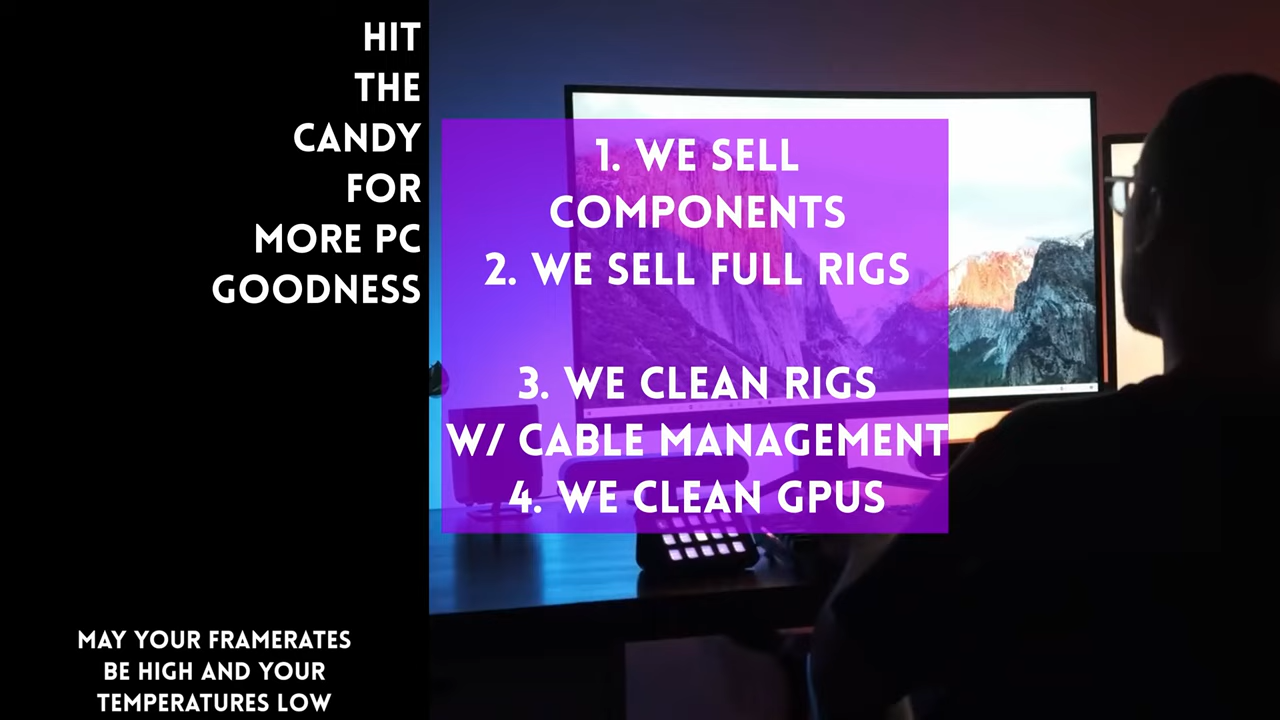 HIT
THE
CANDY
FOR
MORE PC
GOODNESS
1. WE SELL
COMPONENTS
2. WE SELL FULL RIGS
3. WE CLEAN RIGS
W/ CABLE MANAGEMENT
4. WE CLEAN GPUS
MAY YOUR FRAMERATES
BE HIGH AND YOUR
TEMPERATURES LOW